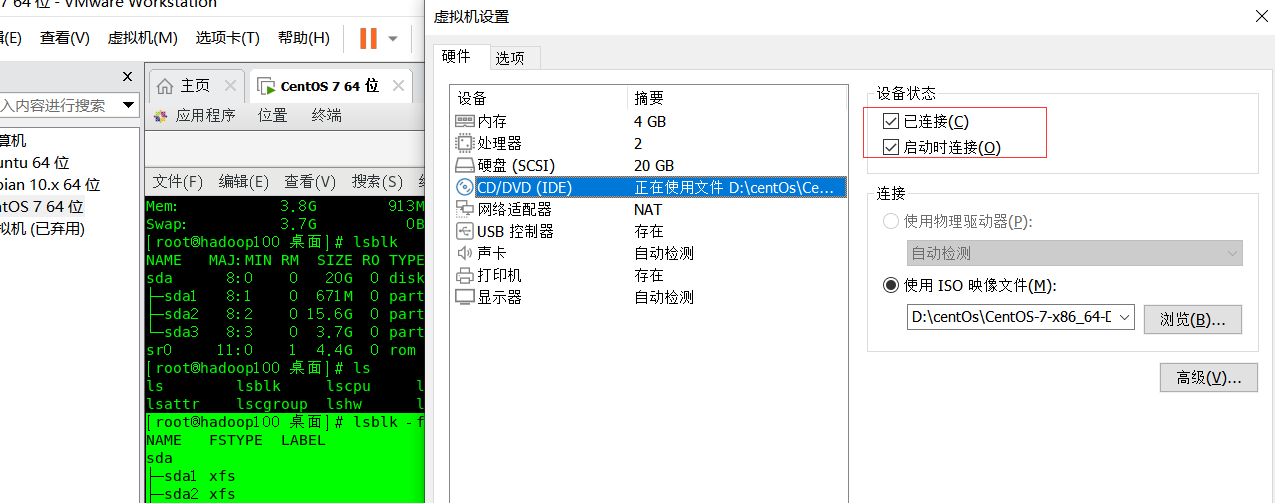 7 64 位 - VMware Workstation
辑(E) 查看(V) 虚拟机(M) 选项卡(T) 帮助(H)
入内容进行搜索
算机
untu 64 位
bian 10.x 64 位
ntOS 7 64 位
拟机 (已弃用)
主页
CentOS 7 64 位
应用程序 位置 终端
文件(F) 编辑(E) 查看(V) 搜索(S)
Mem: 3.8G 913M
Swap: 3.7G 0B
[root@hadoop100 桌面]# lsblk
NAME MAJ:MIN RM SIZE RO TYPE
sda 8:0 0 20G 0 disk
├─sda1 8:1 0 671M 0 part
├─sda2 8:2 0 15.6G 0 part
└─sda3 8:3 0 3.7G 0 part
sr0 11:0 1 4.4G 0 rom
[root@hadoop100 桌面]# ls
ls lsblk lscpu l
lsattr lscgroup lshw l
[root@hadoop100 桌面]# lsblk -f
NAME FSTYPE LABEL
sda
├─sda1 xfs
├─sda2 xfs
虚拟机设置
硬件 选项
设备 摘要
内存 4 GB
处理器 2
硬盘 (SCSI) 20 GB
CD/DVD (IDE) 正在使用文件 D:\centOs\Ce...
网络适配器 NAT
USB 控制器 存在
声卡 自动检测
打印机 存在
显示器 自动检测
设备状态
已连接(C)
启动时连接(O)
连接
使用物理驱动器(P):
自动检测
使用 ISO 映像文件(M):
D:\centOs\CentOS-7-x86_64-D
浏览(B)...
高级(V)...